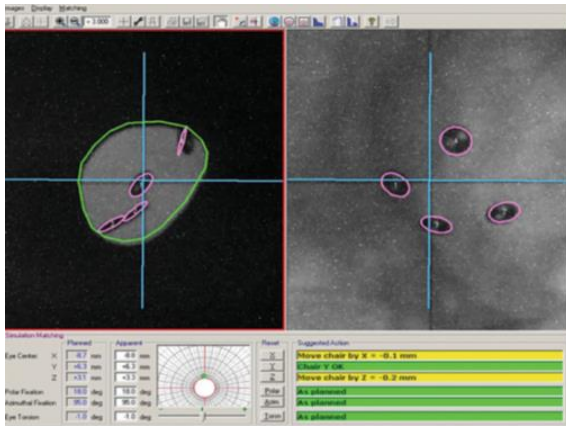 Images Display Matching
+ 3.000
Simulation Matching
Planned Apparent Reset Suggested Action
Eye Center X -8.7 mm -8.8 mm X Move chair by X = -0.1 mm
Y +6.3 mm +6.3 mm Y Chair Y OK
Z +3.1 mm +3.3 mm Z Move chair by Z = -0.2 mm
Polar Fixation 18.0 deg 18.0 deg Polar As planned
Azimuthal Fixation 95.0 deg 95.0 deg Azim. As planned
Eye Torsion -1.0 deg -1.0 deg Torsn As planned